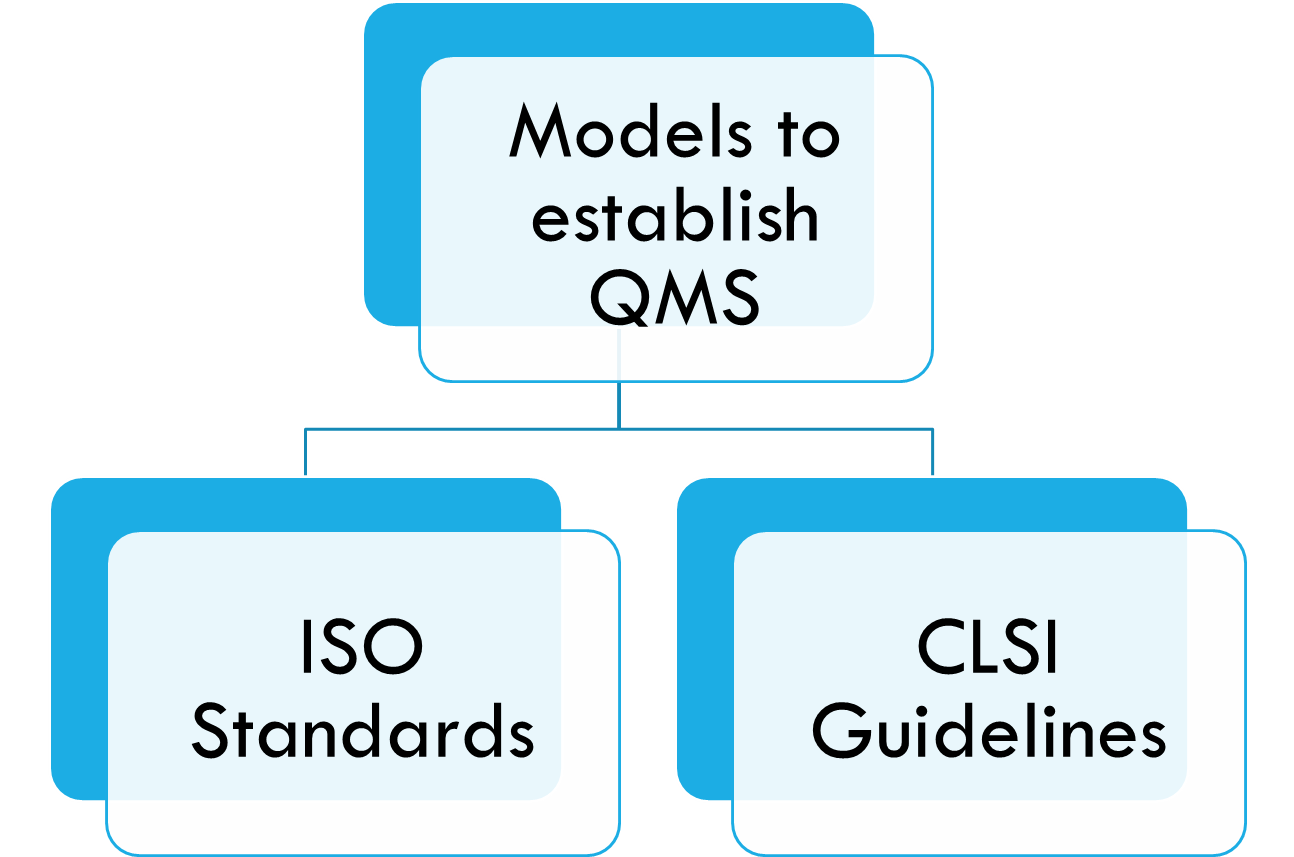 Models to
establish
QMS
ISO
Standards
CLSI
Guidelines